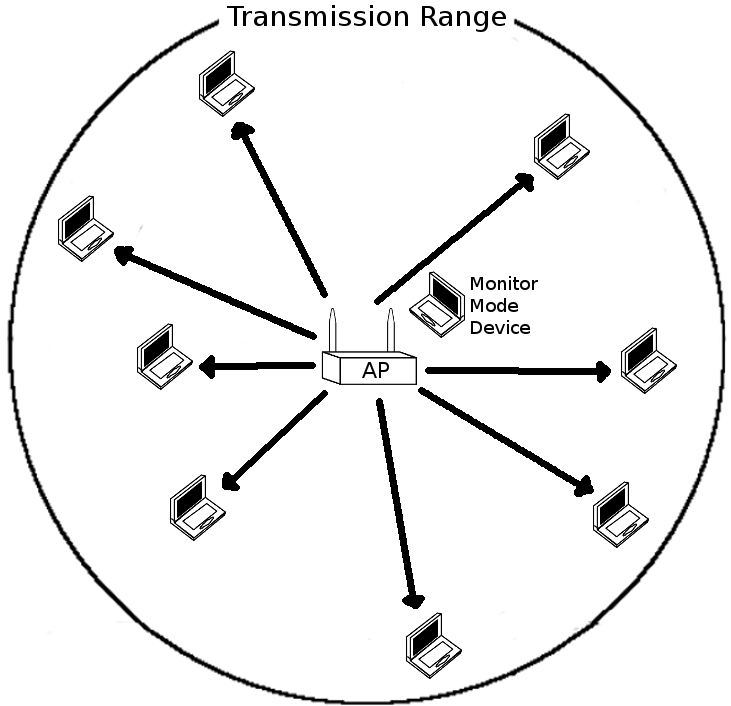 Transmission Range
Monitor
Mode
Device
AP